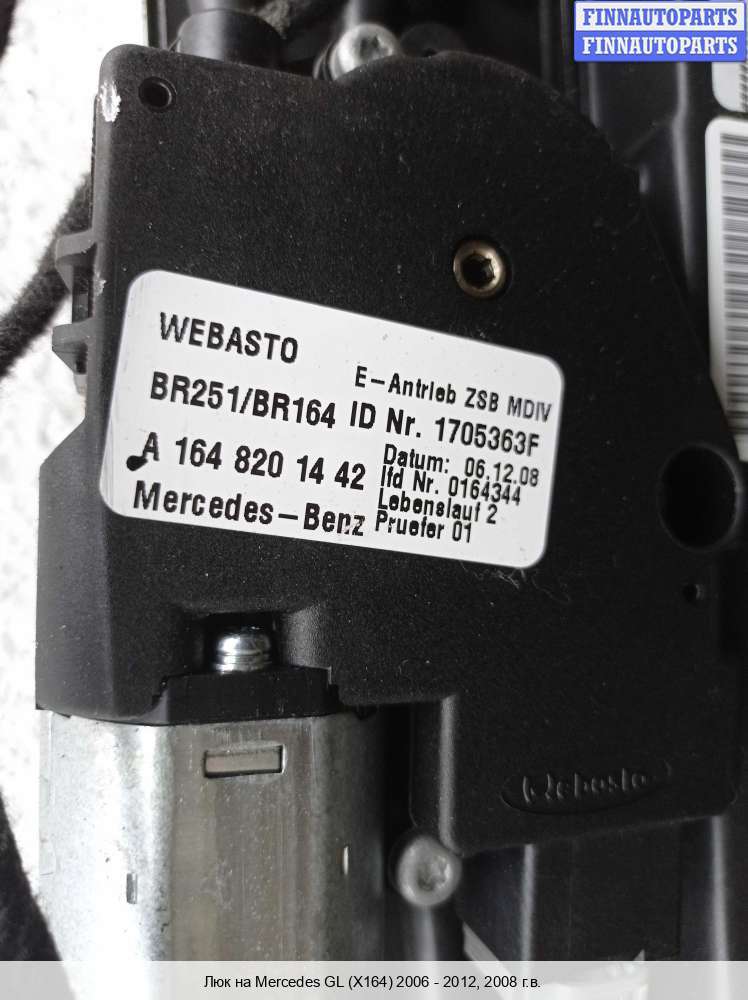 FINNAUTOPARTS
FINNAUTOPARTS
WEBASTO
E-Antrieb ZSB MDIV
BR251/BR164 ID Nr. 1705363F
A 164 820 14 42
Datum: 06.12.08
lfd Nr. 0164344
Lebenslauf 2
Mercedes-Benz
Pruefer 01
Webasto
Люк на Mercedes GL (X164) 2006 - 2012, 2008 г.в.